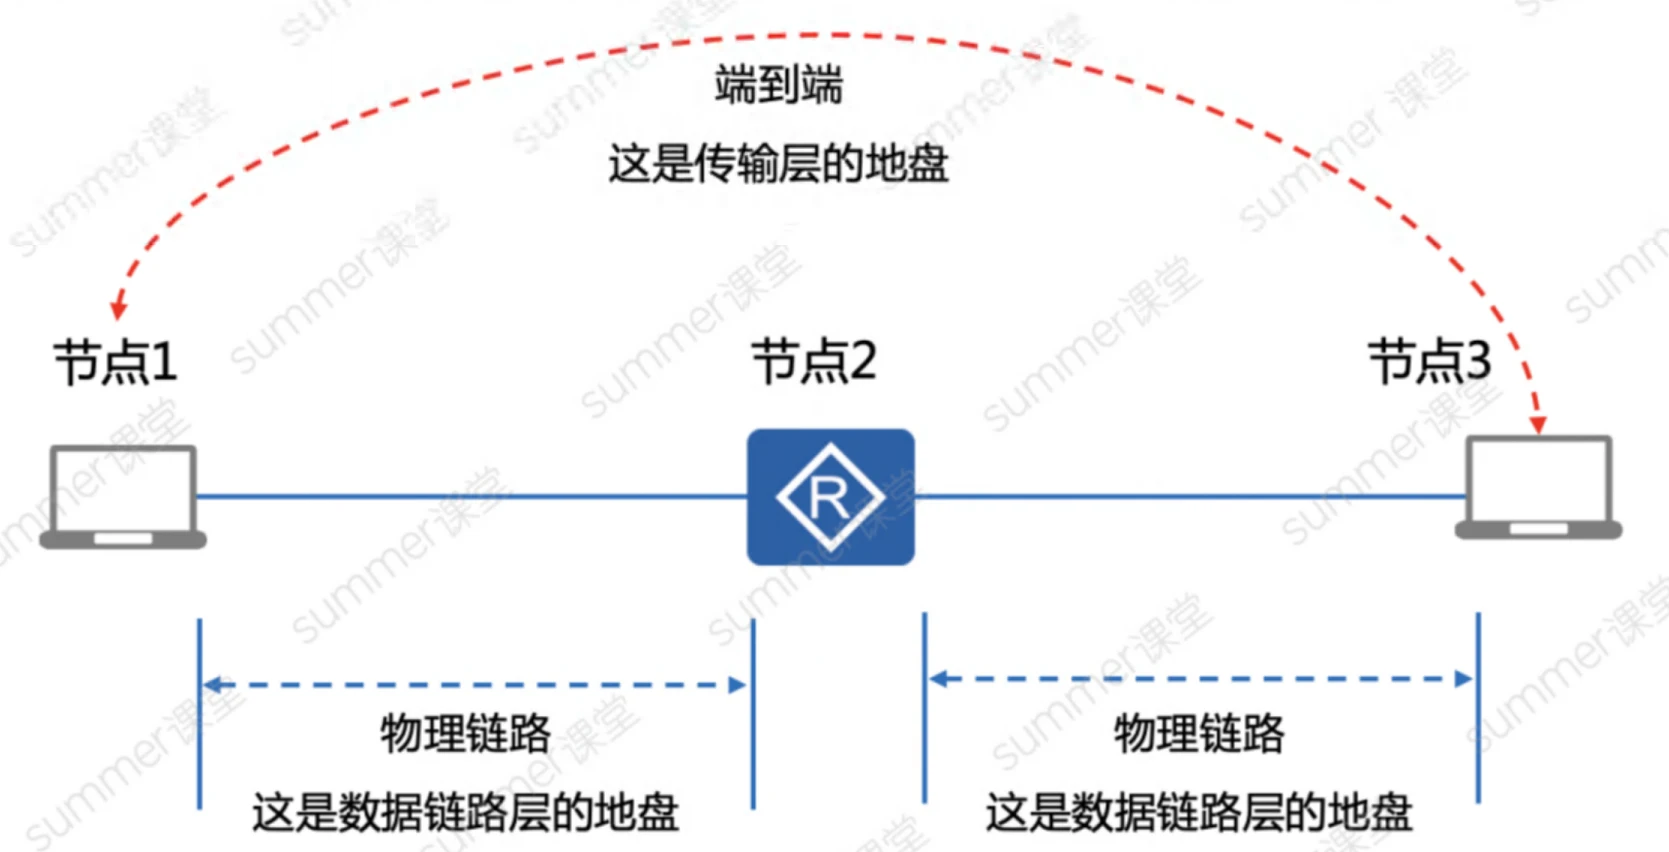 端到端
这是传输层的地盘
节点1
节点2
节点3
R
物理链路
这是数据链路层的地盘
物理链路
这是数据链路层的地盘
summer课堂